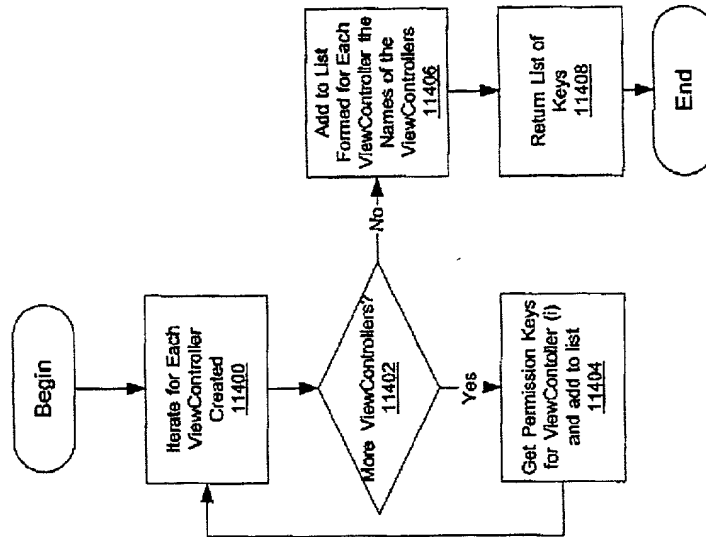 Begin
Iterate for Each
ViewController
Created
11400
More ViewControllers?
11402
Yes
Get Permission Keys
for ViewContoller (i)
and add to list
11404
No
Add to List
Formed for Each
ViewController the
Names of the
ViewControllers
11406
Return List of
Keys
11408
End